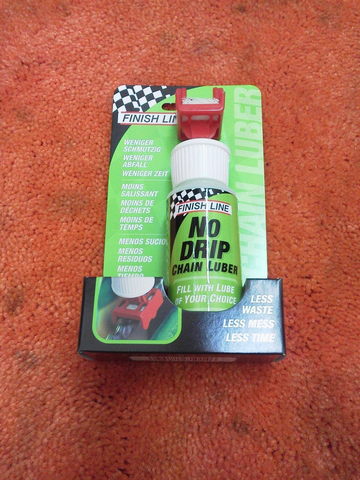 FINISH LINE
CHAIN LUBER
WENIGER
SCHMUTZIG
WENIGER
ABFALL
WENIGER ZEIT
MOINS
SALISSANT
MOINS DE
DÉCHETS
MOINS DE
TEMPS
MENOS SUCIO
MENOS
RESIDUOS
MENOS
TIEMPO
FINISH LINE
NO
DRIP
CHAIN LUBER
FILL WITH LUBE
OF YOUR CHOICE
LESS
WASTE
LESS MESS
LESS TIME